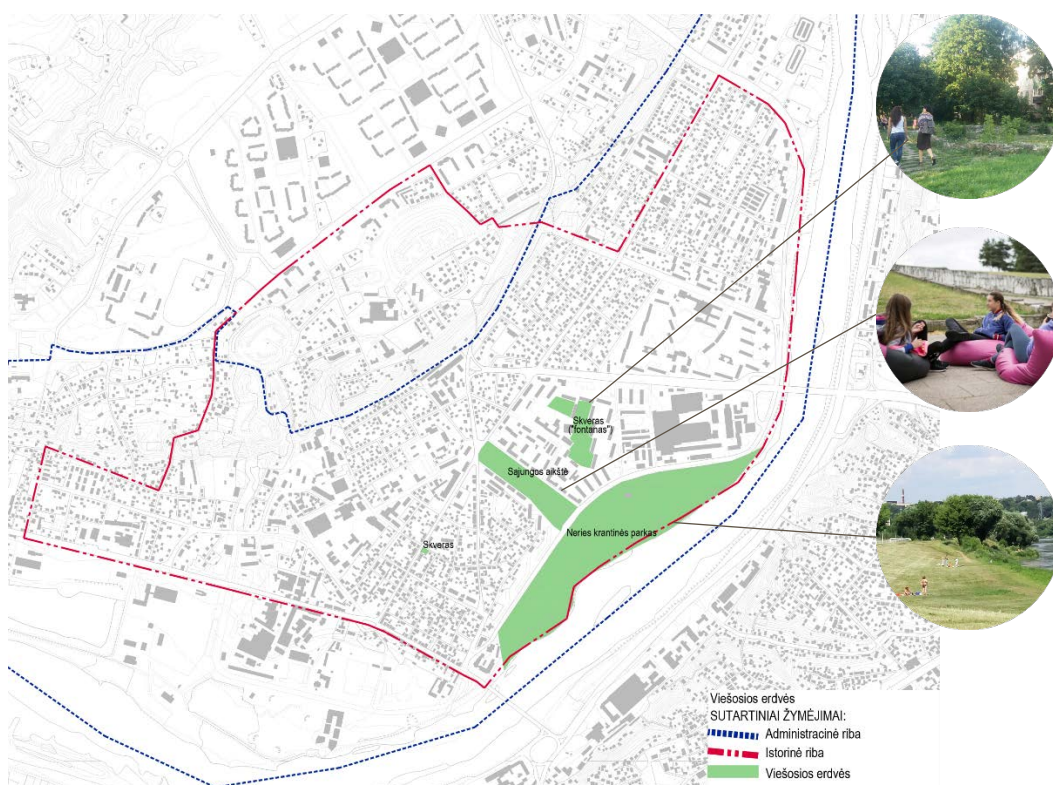 Skveras
("fontanas")
Sąjungos aikštė
Neries krantinės parkas
Skveras
Viešosios erdvės
SUTARTINIAI ŽYMĖJIMAI:
Administracinė riba
Istorinė riba
Viešosios erdvės